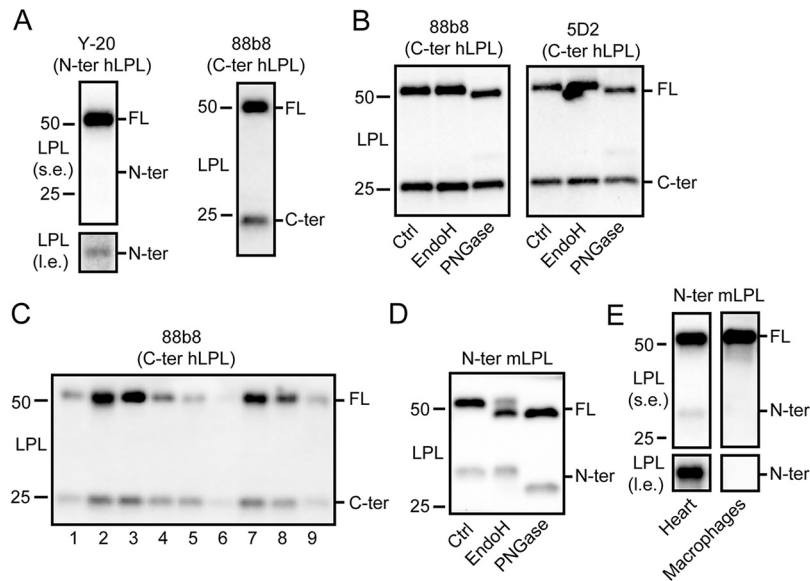 A
Y-20
(N-ter hLPL)
50
FL
LPL
(s.e.)
N-ter
25
LPL
(l.e.)
N-ter
88b8
(C-ter hLPL)
50
FL
LPL
25
C-ter
B
88b8
(C-ter hLPL)
5D2
(C-ter hLPL)
50
LPL
25
FL
C-ter
Ctrl
EndoH
PNGase
Ctrl
EndoH
PNGase
C
88b8
(C-ter hLPL)
50
FL
LPL
25
C-ter
1 2 3 4 5 6 7 8 9
D
N-ter mLPL
50
FL
LPL
N-ter
25
Ctrl
EndoH
PNGase
E
N-ter mLPL
50
FL
LPL
(s.e.)
N-ter
25
LPL
(l.e.)
N-ter
Heart
Macrophages